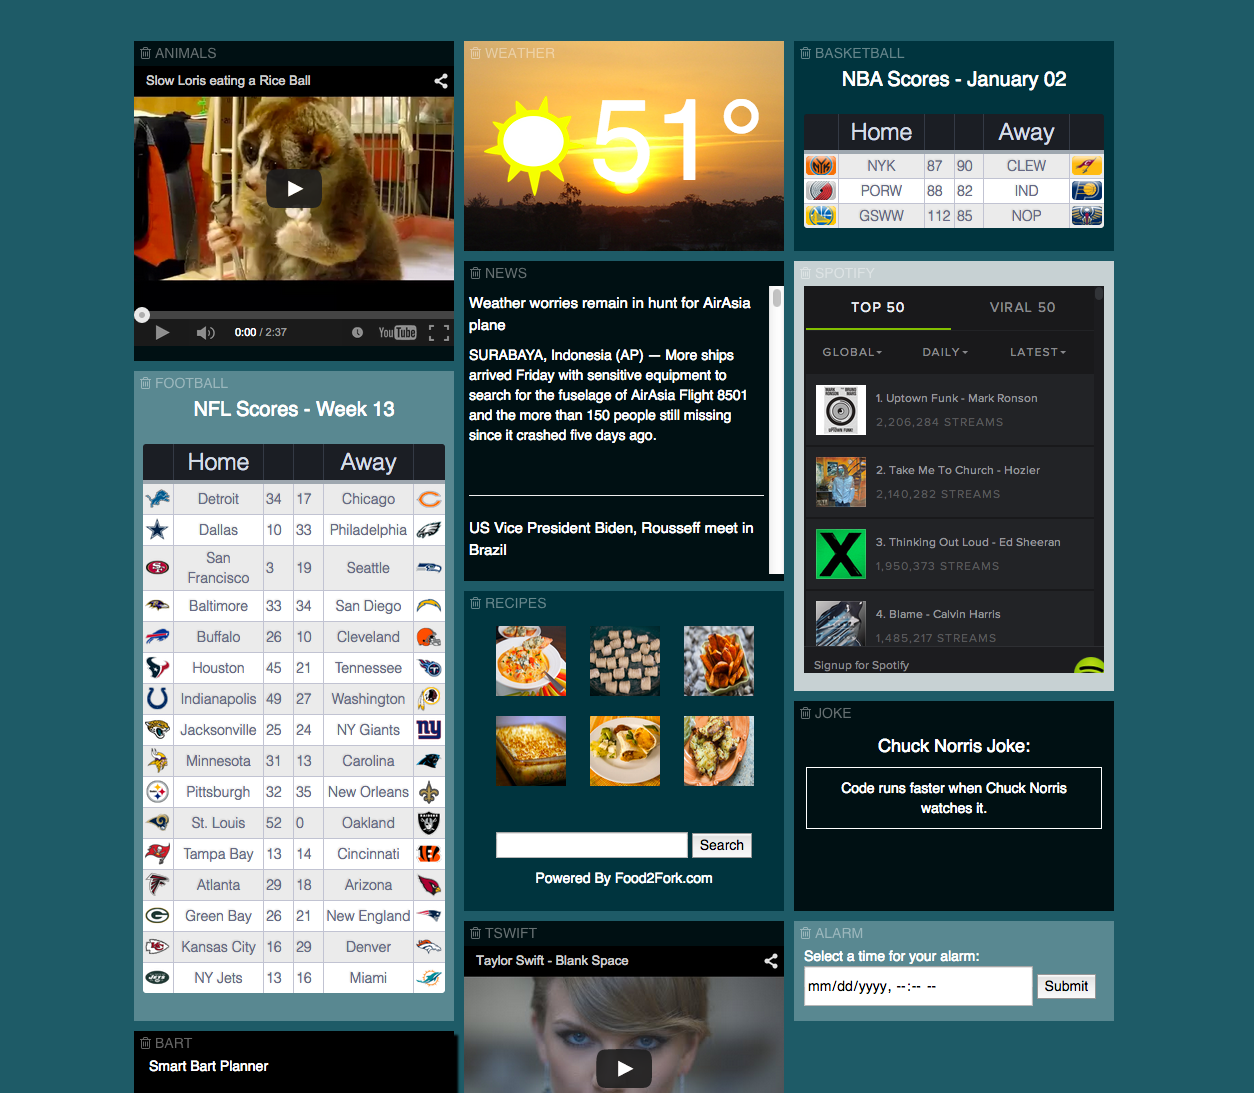 ANIMALS
Slow Loris eating a Rice Ball
0:00 / 2:37
YouTube
FOOTBALL
NFL Scores - Week 13
Home Away
Detroit 34 17 Chicago
Dallas 10 33 Philadelphia
San
Francisco 3 19 Seattle
Baltimore 33 34 San Diego
Buffalo 26 10 Cleveland
Houston 45 21 Tennessee
Indianapolis 49 27 Washington
Jacksonville 25 24 NY Giants
Minnesota 31 13 Carolina
Pittsburgh 32 35 New Orleans
St. Louis 52 0 Oakland
Tampa Bay 13 14 Cincinnati
Atlanta 29 18 Arizona
Green Bay 26 21 New England
Kansas City 16 29 Denver
NY Jets 13 16 Miami
BART
Smart Bart Planner
WEATHER
51°
NEWS
Weather worries remain in hunt for AirAsia
plane
SURABAYA, Indonesia (AP) — More ships
arrived Friday with sensitive equipment to
search for the fuselage of AirAsia Flight 8501
and the more than 150 people still missing
since it crashed five days ago.
US Vice President Biden, Rousseff meet in
Brazil
RECIPES
Search
Powered By Food2Fork.com
TSWIFT
Taylor Swift - Blank Space
BASKETBALL
NBA Scores - January 02
Home Away
NYK 87 90 CLEW
PORW 88 82 IND
GSWW 112 85 NOP
SPOTIFY
TOP 50 VIRAL 50
GLOBAL DAILY LATEST
1. Uptown Funk - Mark Ronson
2,206,284 STREAMS
2. Take Me To Church - Hozier
2,140,282 STREAMS
3. Thinking Out Loud - Ed Sheeran
1,950,373 STREAMS
4. Blame - Calvin Harris
1,485,217 STREAMS
Signup for Spotify
JOKE
Chuck Norris Joke:
Code runs faster when Chuck Norris
watches it.
ALARM
Select a time for your alarm:
mm/dd/yyyy, --:-- -- Submit